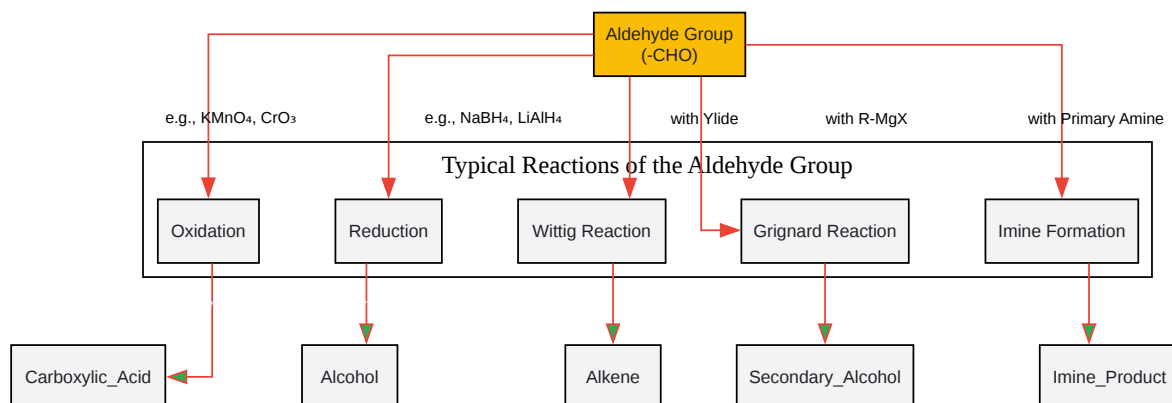 Aldehyde Group
(-CHO)
e.g., KMnO₄, CrO₃
e.g., NaBH₄, LiAlH₄
with Ylide
with R-MgX
with Primary Amine
Typical Reactions of the Aldehyde Group
Oxidation
Reduction
Wittig Reaction
Grignard Reaction
Imine Formation
Carboxylic_Acid
Alcohol
Alkene
Secondary_Alcohol
Imine_Product